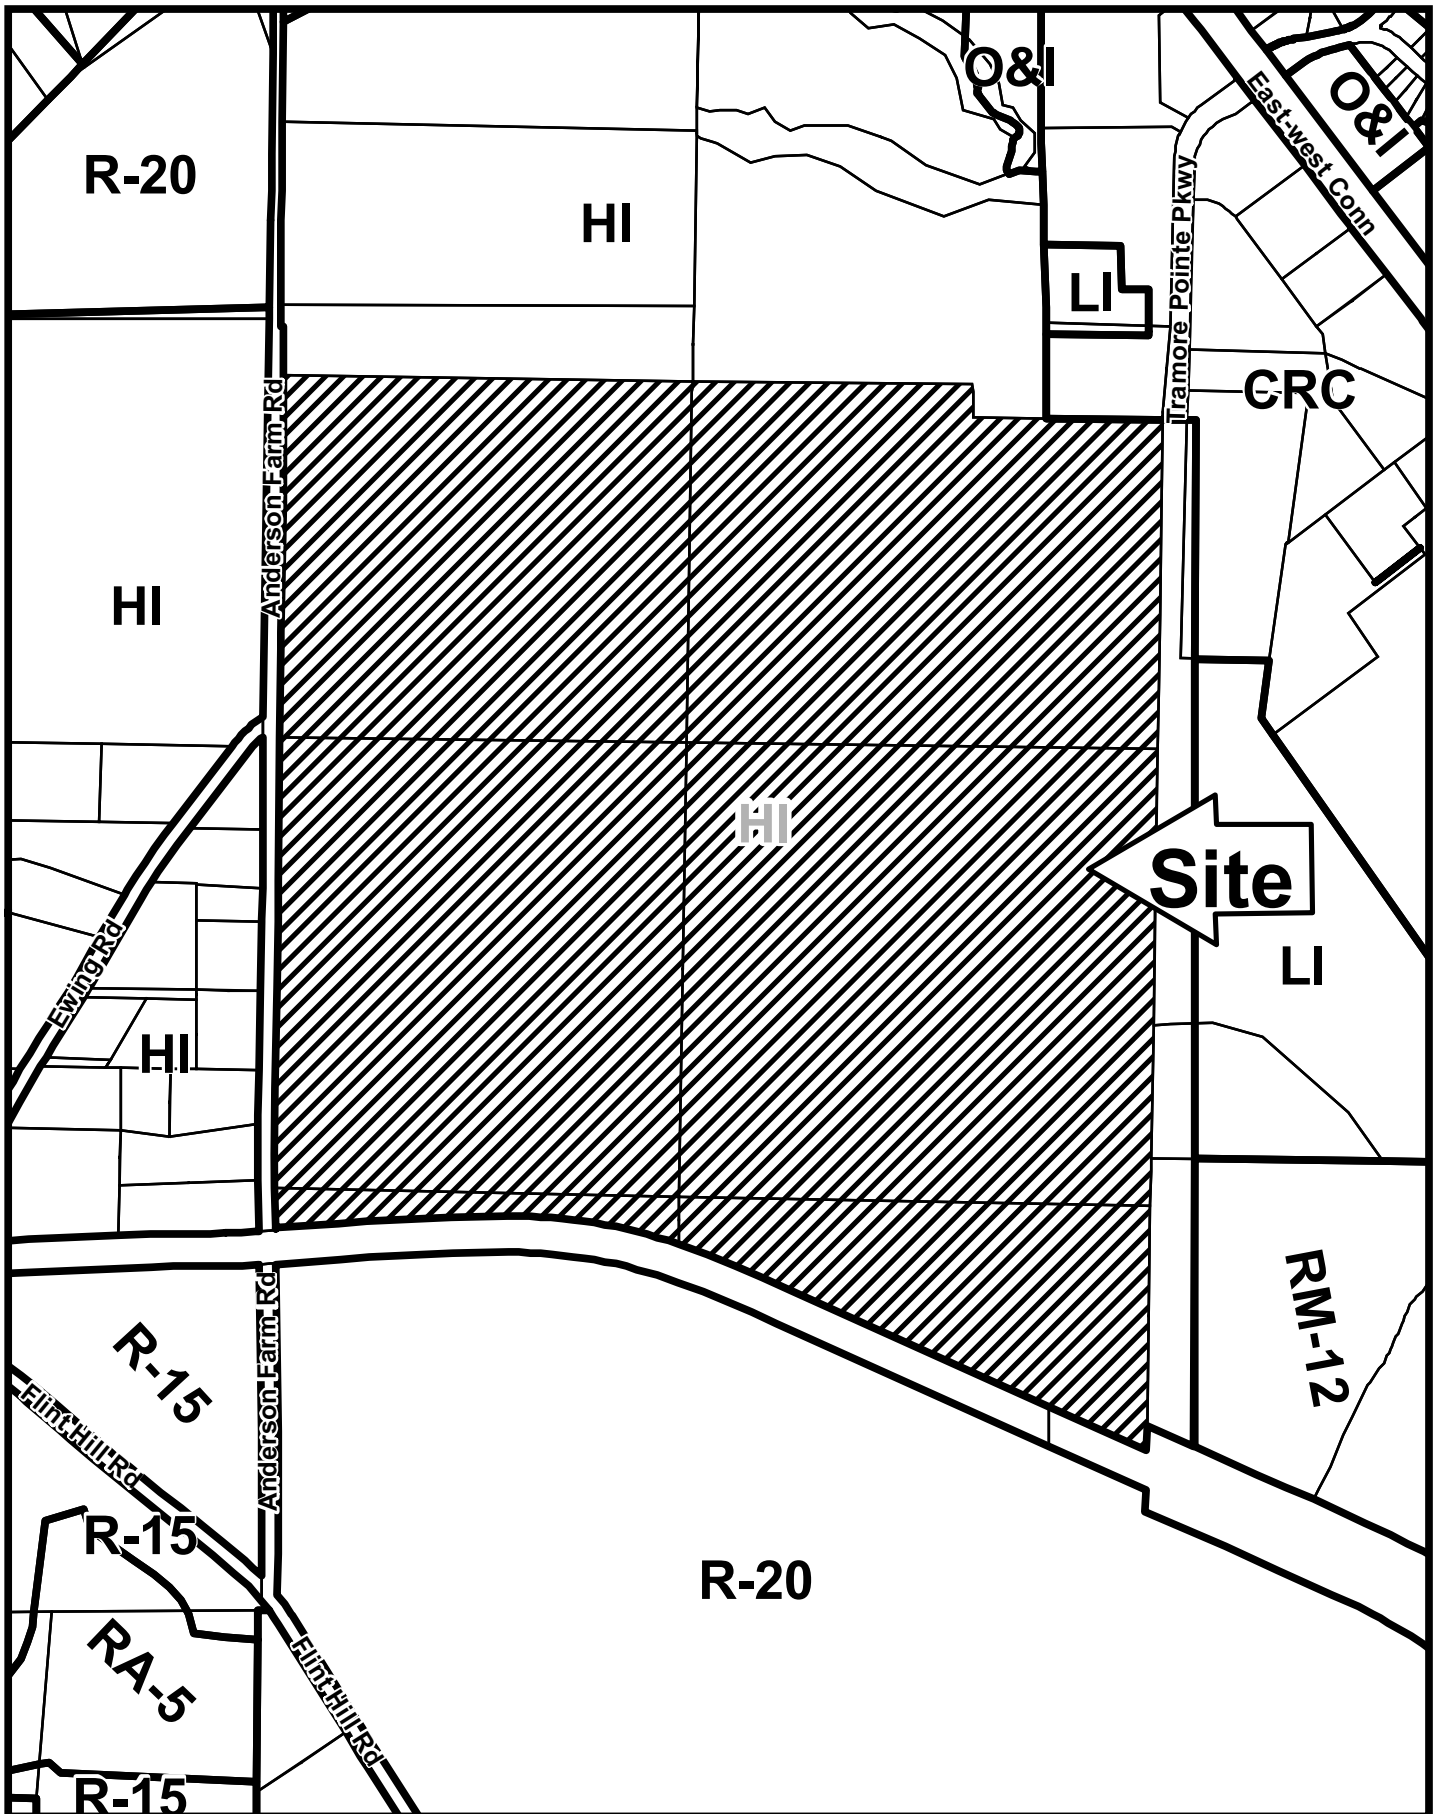 O&I
O&I
East-west Conn
R-20
HI
Tramore Pointe Pkwy
LI
CRC
Anderson Farm Rd
HI
HI
Site
LI
Ewing Rd
HI
RM-12
R-15
Anderson Farm Rd
Flint Hill Rd
R-15
R-20
RA-5
Flint Hill Rd
R-15